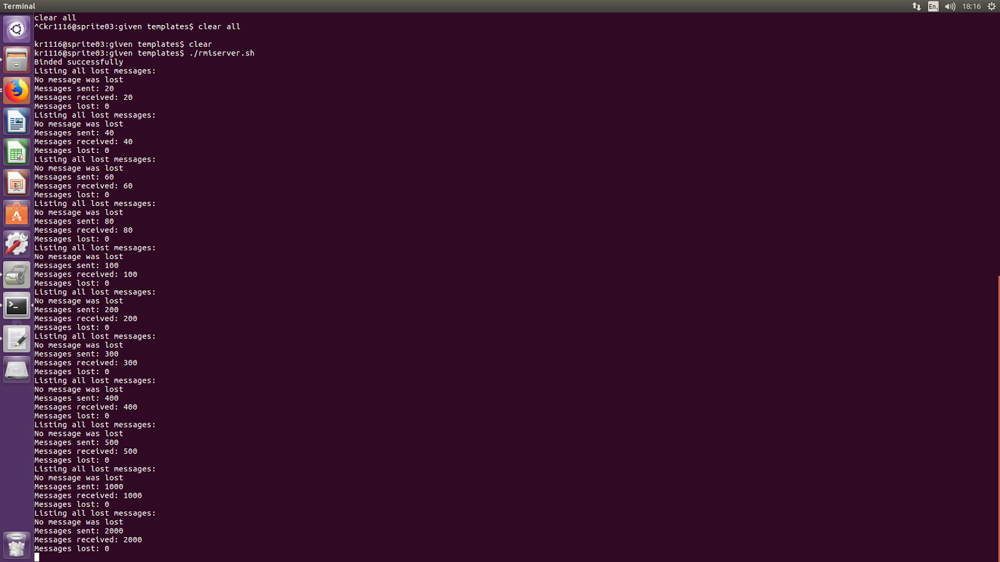 Terminal
En
18:16
clear all
^Ckr1116@sprite03:given templates$ clear all
kr1116@sprite03:given templates$ clear
kr1116@sprite03:given templates$ ./rmiserver.sh
Binded successfully
Listing all lost messages:
No message was lost
Messages sent: 20
Messages received: 20
Messages lost: 0
Listing all lost messages:
No message was lost
Messages sent: 40
Messages received: 40
Messages lost: 0
Listing all lost messages:
No message was lost
Messages sent: 60
Messages received: 60
Messages lost: 0
Listing all lost messages:
No message was lost
Messages sent: 80
Messages received: 80
Messages lost: 0
Listing all lost messages:
No message was lost
Messages sent: 100
Messages received: 100
Messages lost: 0
Listing all lost messages:
No message was lost
Messages sent: 200
Messages received: 200
Messages lost: 0
Listing all lost messages:
No message was lost
Messages sent: 300
Messages received: 300
Messages lost: 0
Listing all lost messages:
No message was lost
Messages sent: 400
Messages received: 400
Messages lost: 0
Listing all lost messages:
No message was lost
Messages sent: 500
Messages received: 500
Messages lost: 0
Listing all lost messages:
No message was lost
Messages sent: 1000
Messages received: 1000
Messages lost: 0
Listing all lost messages:
No message was lost
Messages sent: 2000
Messages received: 2000
Messages lost: 0